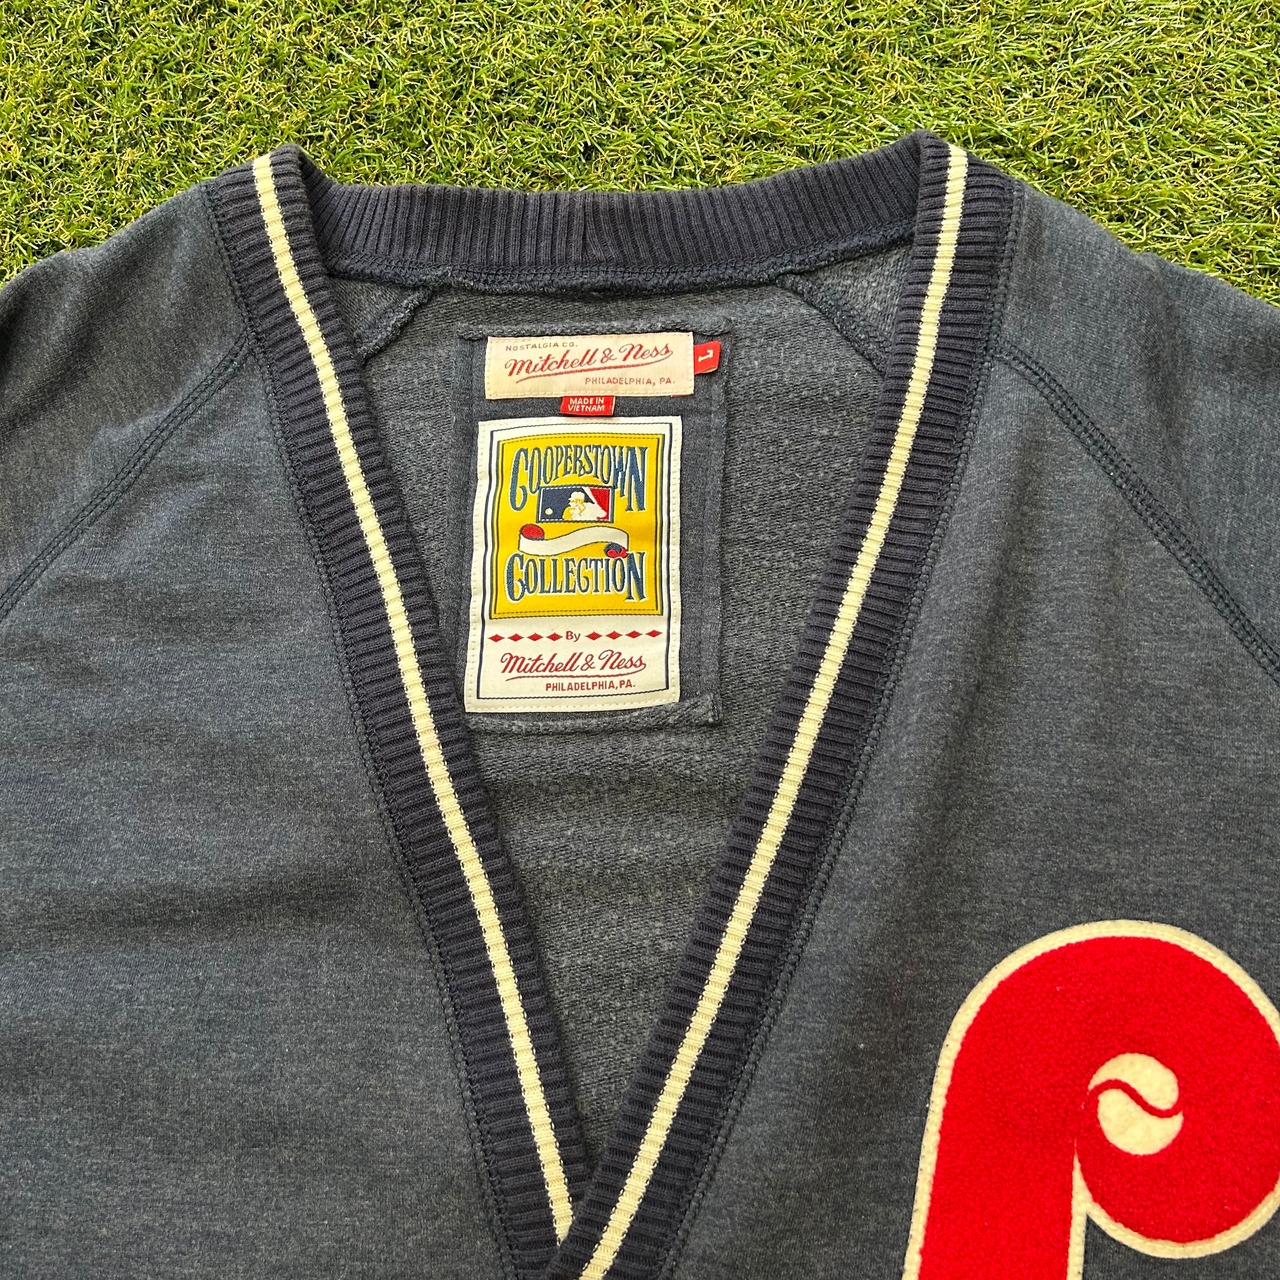 NOSTALGIA CO.
Mitchell & Ness
PHILADELPHIA, PA.
L
MADE IN
VIETNAM
COOPERSTOWN
COLLECTION
By
Mitchell & Ness
PHILADELPHIA, PA.
P